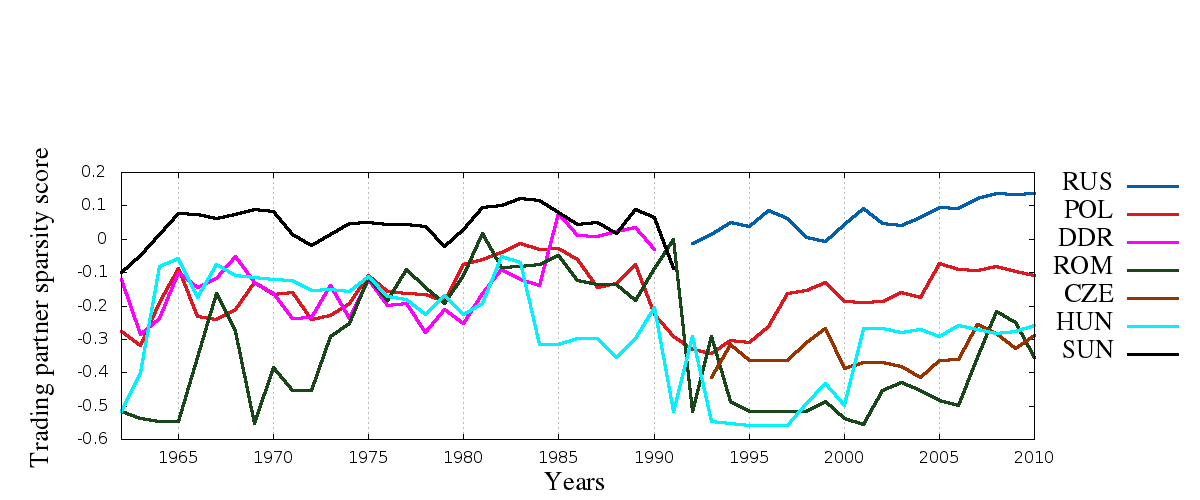 Trading partner sparsity score
0.2
0.1
0
-0.1
-0.2
-0.3
-0.4
-0.5
-0.6
1965 1970 1975 1980 1985 1990 1995 2000 2005 2010
Years
RUS
POL
DDR
ROM
CZE
HUN
SUN